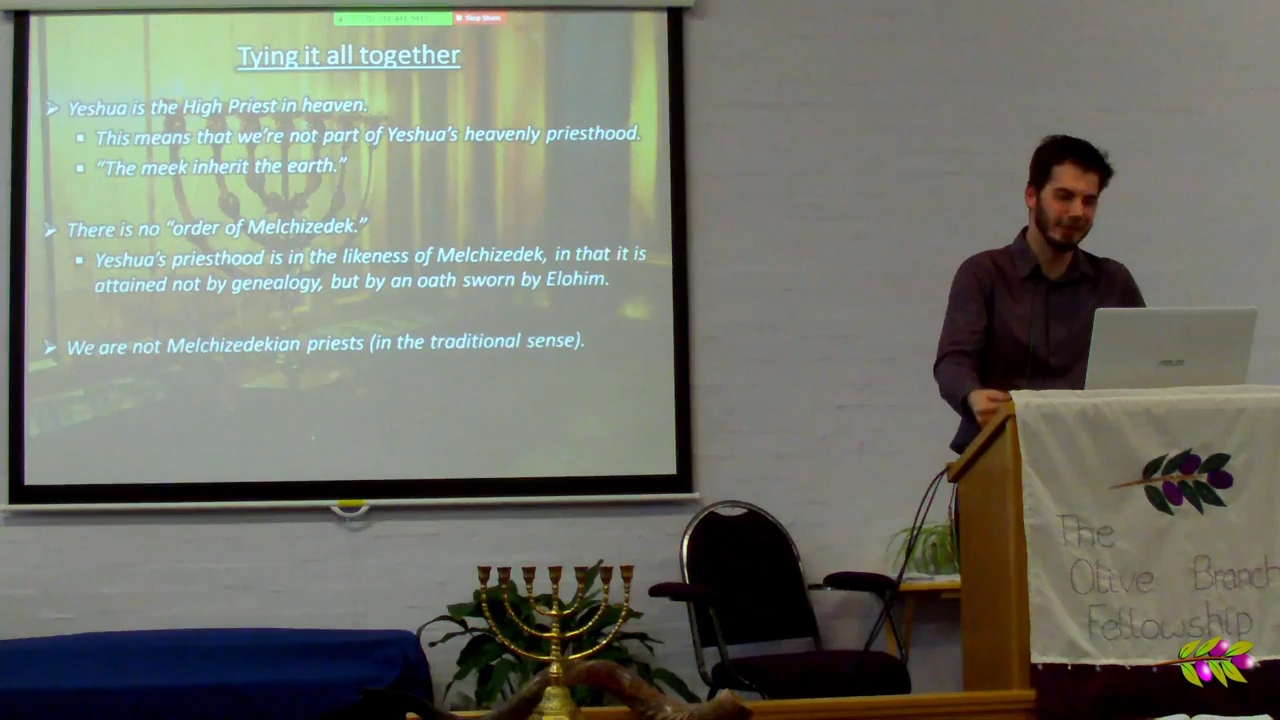 Stop Share
Tying it all together
➢ Yeshua is the High Priest in heaven.
▪ This means that we're not part of Yeshua's heavenly priesthood.
▪ “The meek inherit the earth.”
➢ There is no “order of Melchizedek.”
▪ Yeshua's priesthood is in the likeness of Melchizedek, in that it is
attained not by genealogy, but by an oath sworn by Elohim.
➢ We are not Melchizedekian priests (in the traditional sense).
The
Olive Branch
Fellowship